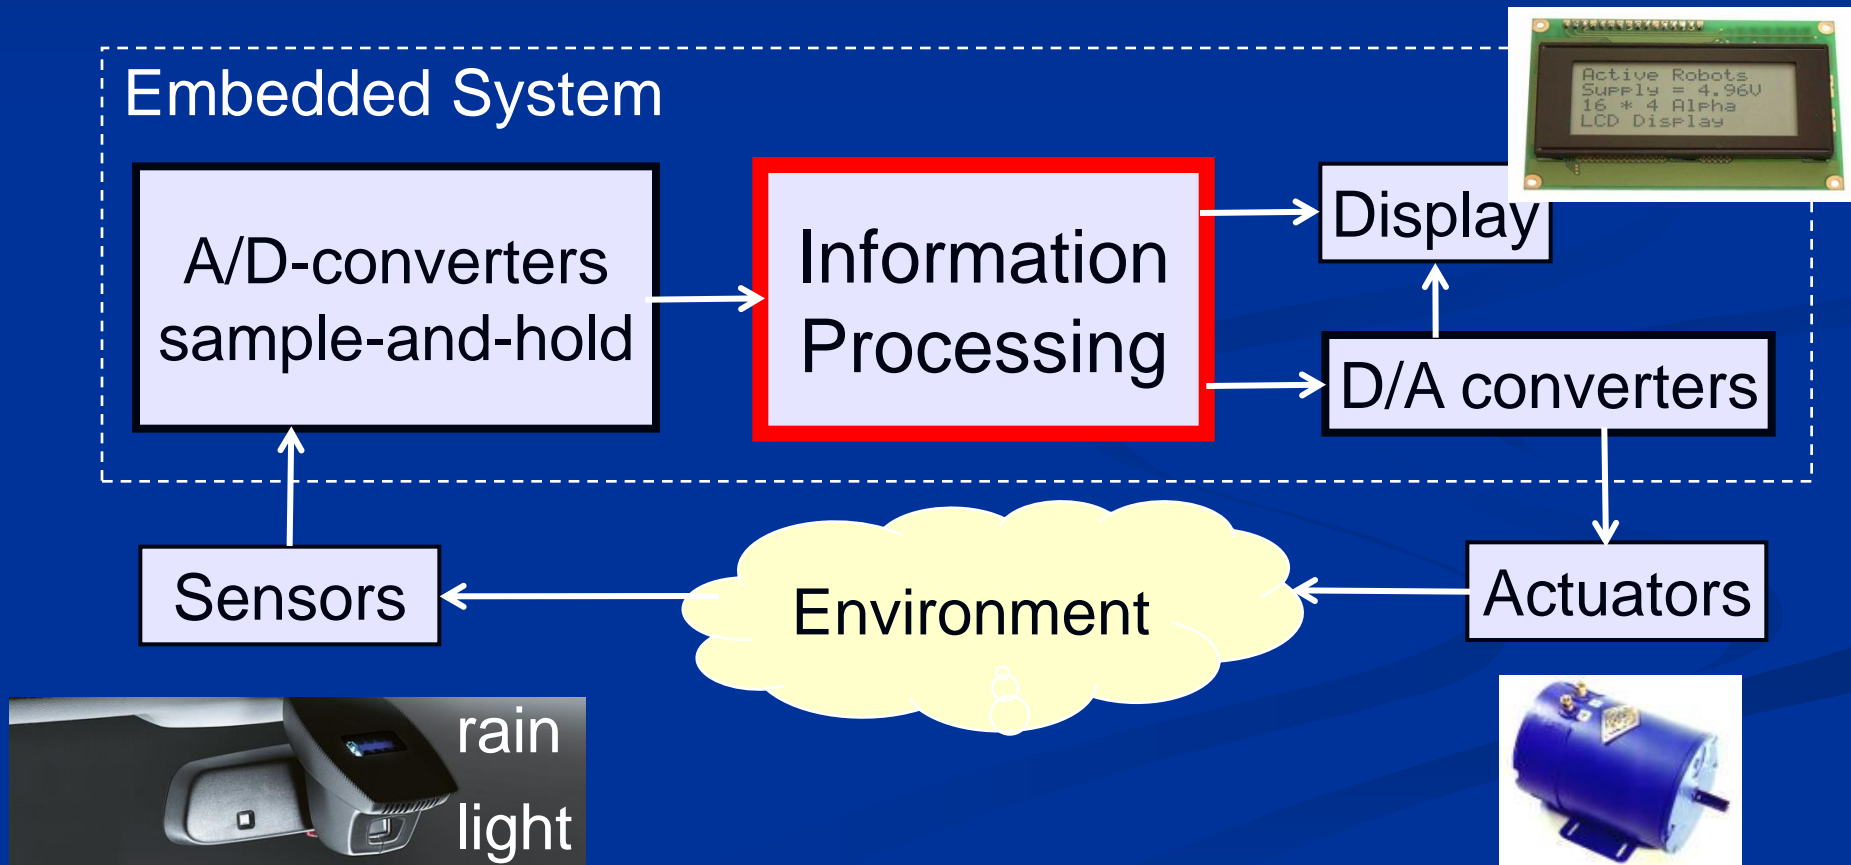 Embedded System
Active Robots
Supply = 4.96V
16 * 4 Alpha
LCD Display
A/D-converters
sample-and-hold
Information
Processing
Display
D/A converters
Sensors
Environment
Actuators
rain
light